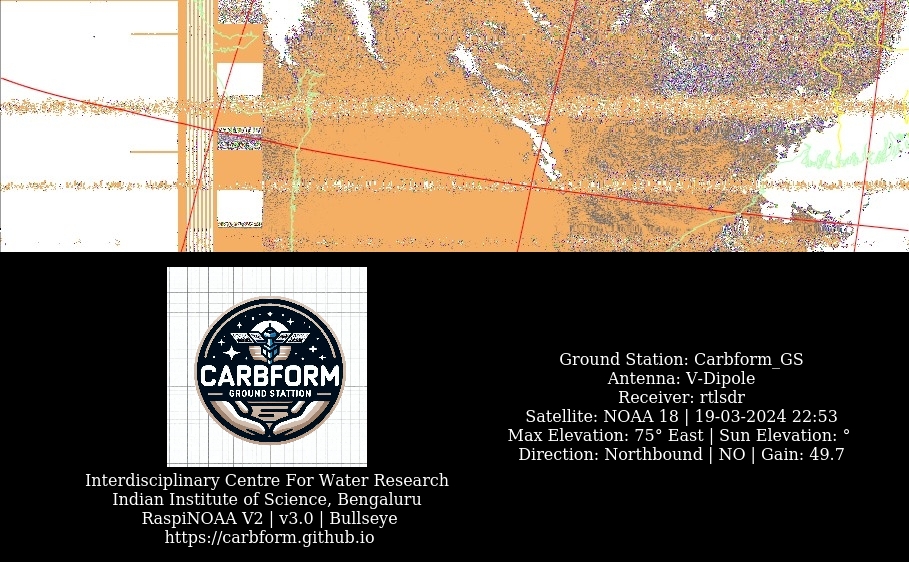 CARBFORM
GROUND STATTION
Interdisciplinary Centre For Water Research
Indian Institute of Science, Bengaluru
RaspiNOAA V2 | v3.0 | Bullseye
https://carbform.github.io
Ground Station: Carbform_GS
Antenna: V-Dipole
Receiver: rtlsdr
Satellite: NOAA 18 | 19-03-2024 22:53
Max Elevation: 75° East | Sun Elevation: °
Direction: Northbound | NO | Gain: 49.7